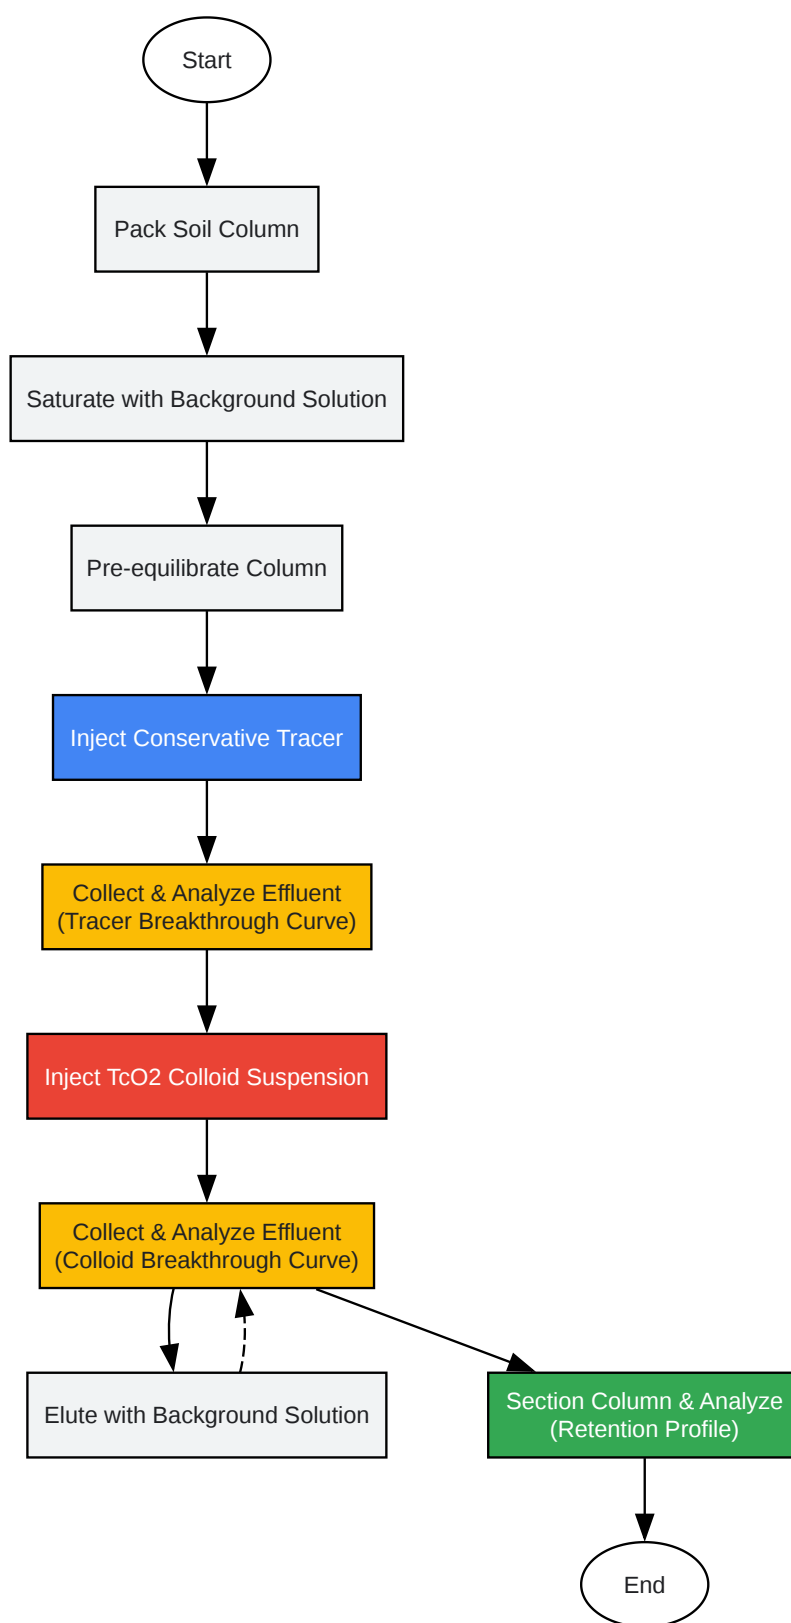 Start
Pack Soil Column
Saturate with Background Solution
Pre-equilibrate Column
Inject Conservative Tracer
Collect & Analyze Effluent
(Tracer Breakthrough Curve)
Inject TcO2 Colloid Suspension
Collect & Analyze Effluent
(Colloid Breakthrough Curve)
Elute with Background Solution
Section Column & Analyze
(Retention Profile)
End